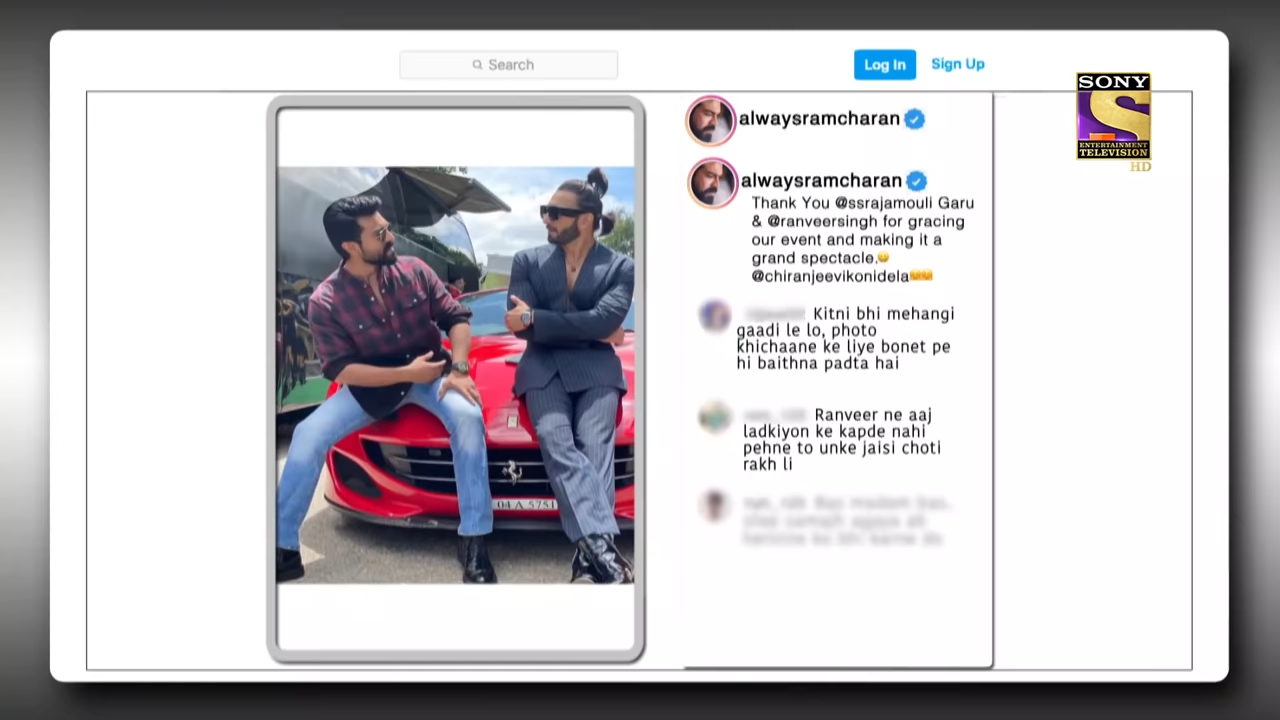 Search
Log In
Sign Up
SONY
ENTERTAINMENT
TELEVISION
HD
alwaysramcharan
alwaysramcharan
Thank You @ssrajamouli Garu
& @ranveersingh for gracing
our event and making it a
grand spectacle.😀
@chiranjeevikonidela
Kitni bhi mehangi
gaadi le lo, photo
khichaane ke liye bonet pe
hi baithna padta hai
Ranveer ne aaj
ladkiyon ke kapde nahi
pehne to unke jaisi choti
rakh li
04 A 5751